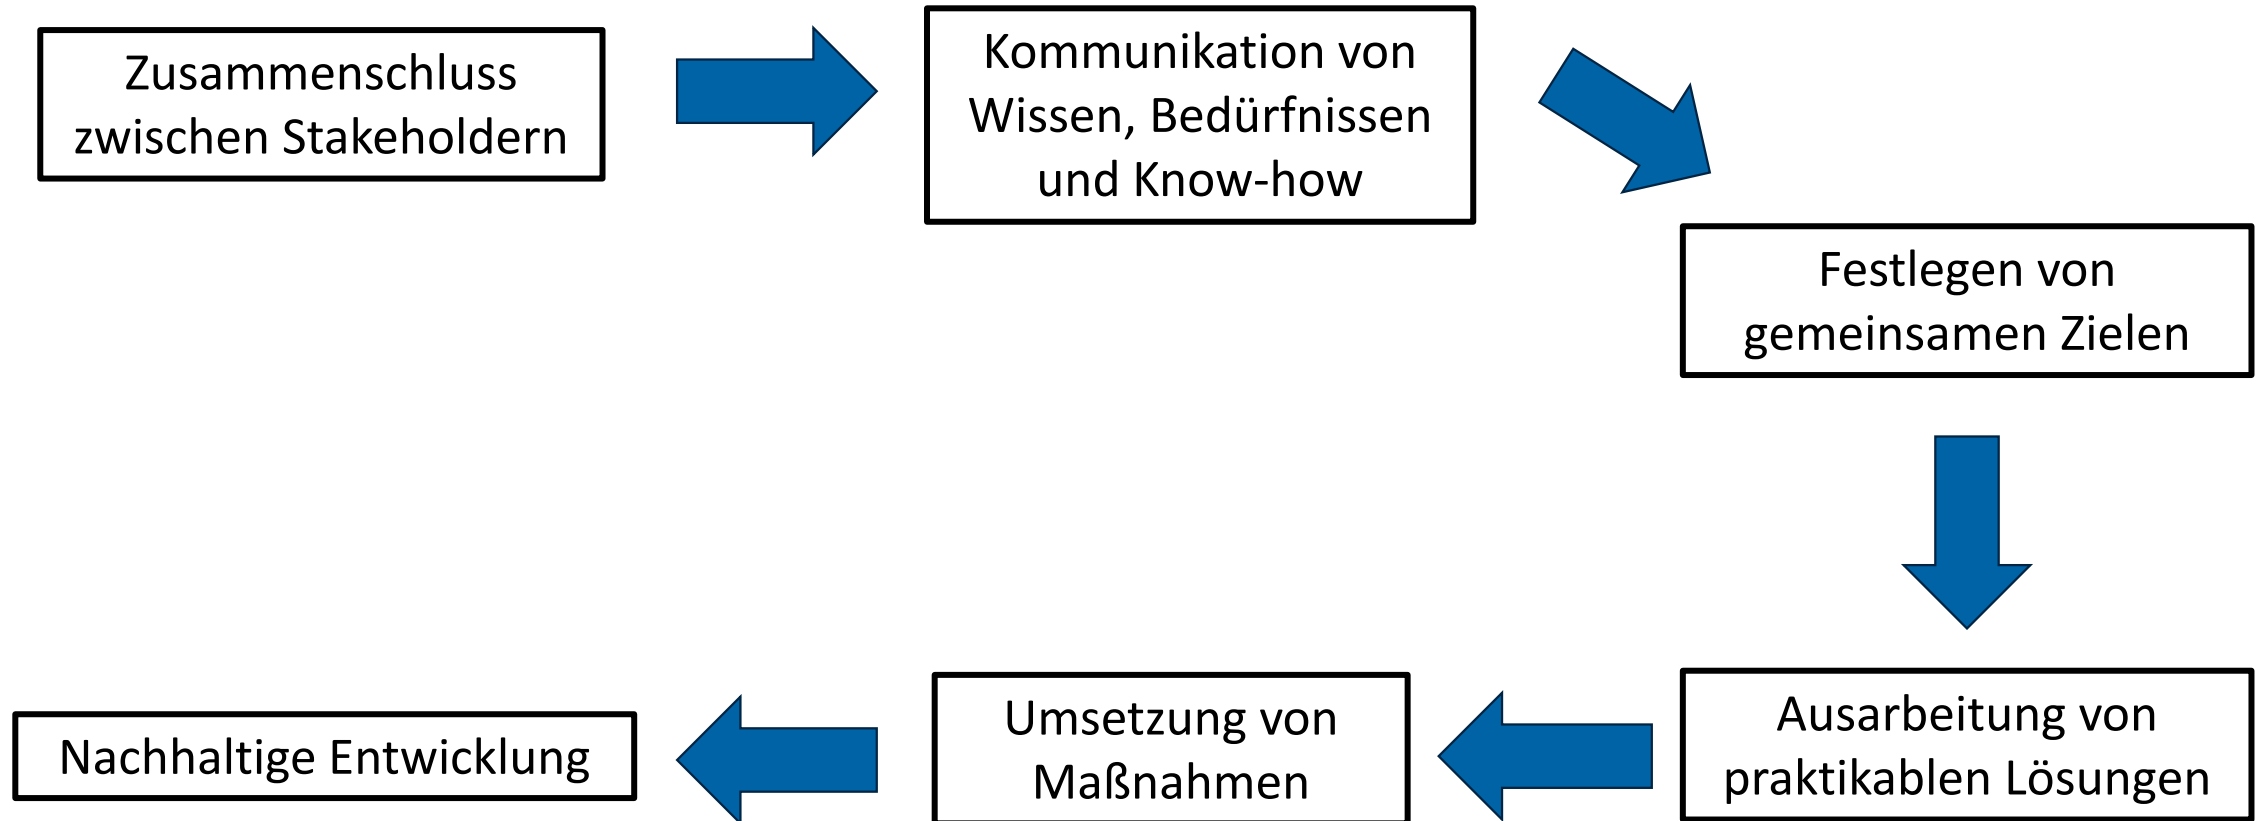 Zusammenschluss
zwischen Stakeholdern
Kommunikation von
Wissen, Bedürfnissen
und Know-how
Festlegen von
gemeinsamen Zielen
Ausarbeitung von
praktikablen Lösungen
Umsetzung von
Maßnahmen
Nachhaltige Entwicklung